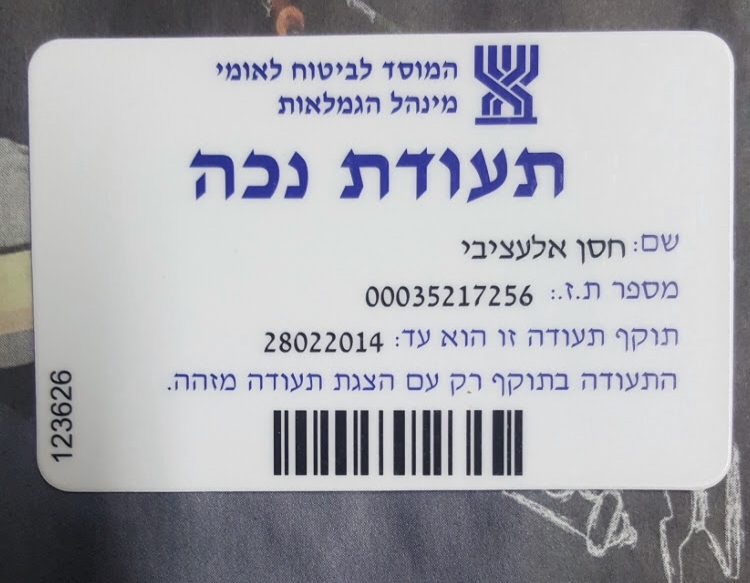 המוסד לביטוח לאומי
מינהל הגמלאות
תעודת נכה
שם: חסן אלעציבי
מספר ת.ז.: 00035217256
תוקף תעודה זו הוא עד: 28022014
התעודה בתוקף רק עם הצגת תעודה מזהה.
123626